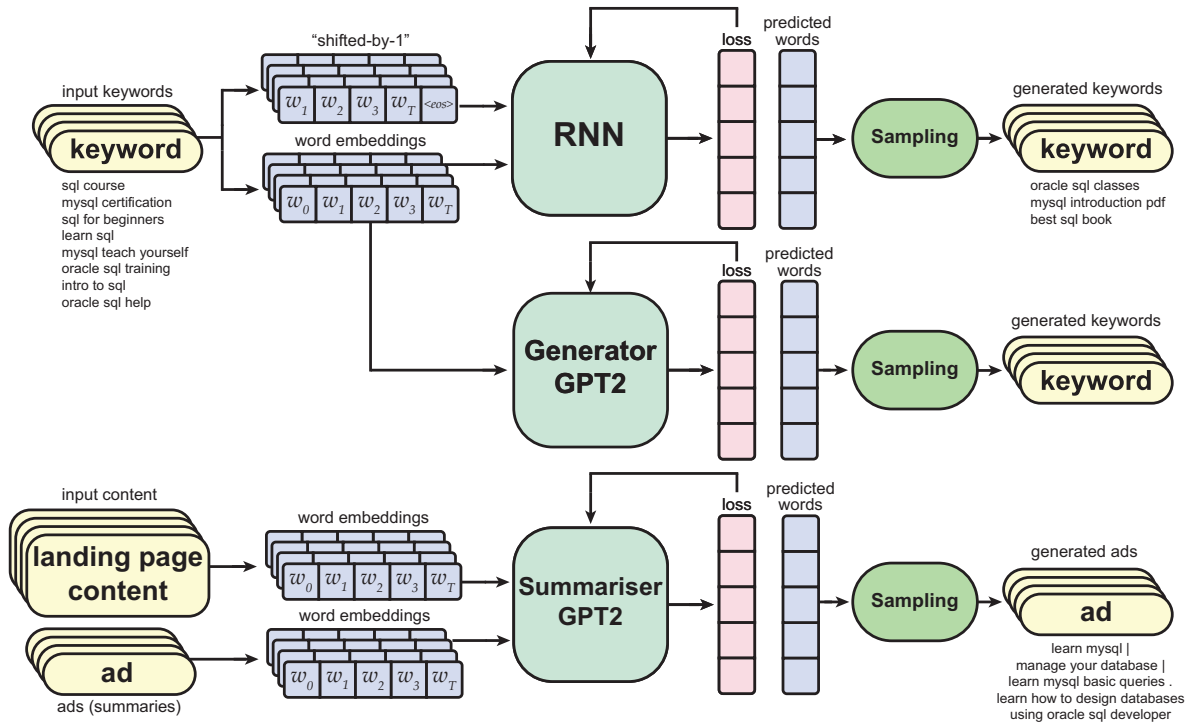 "shifted-by-1"
loss
predicted
words
input keywords
keyword
w1 w2 w3 wT <eos>
word embeddings
w0 w1 w2 w3 wT
RNN
Sampling
generated keywords
keyword
sql course
mysql certification
sql for beginners
learn sql
mysql teach yourself
oracle sql training
intro to sql
oracle sql help
oracle sql classes
mysql introduction pdf
best sql book
loss
predicted
words
Generator
GPT2
Sampling
generated keywords
keyword
input content
landing page
content
word embeddings
w0 w1 w2 w3 wT
ad
ads (summaries)
word embeddings
w0 w1 w2 w3 wT
Summariser
GPT2
loss
predicted
words
Sampling
generated ads
ad
learn mysql |
manage your database |
learn mysql basic queries .
learn how to design databases
using oracle sql developer